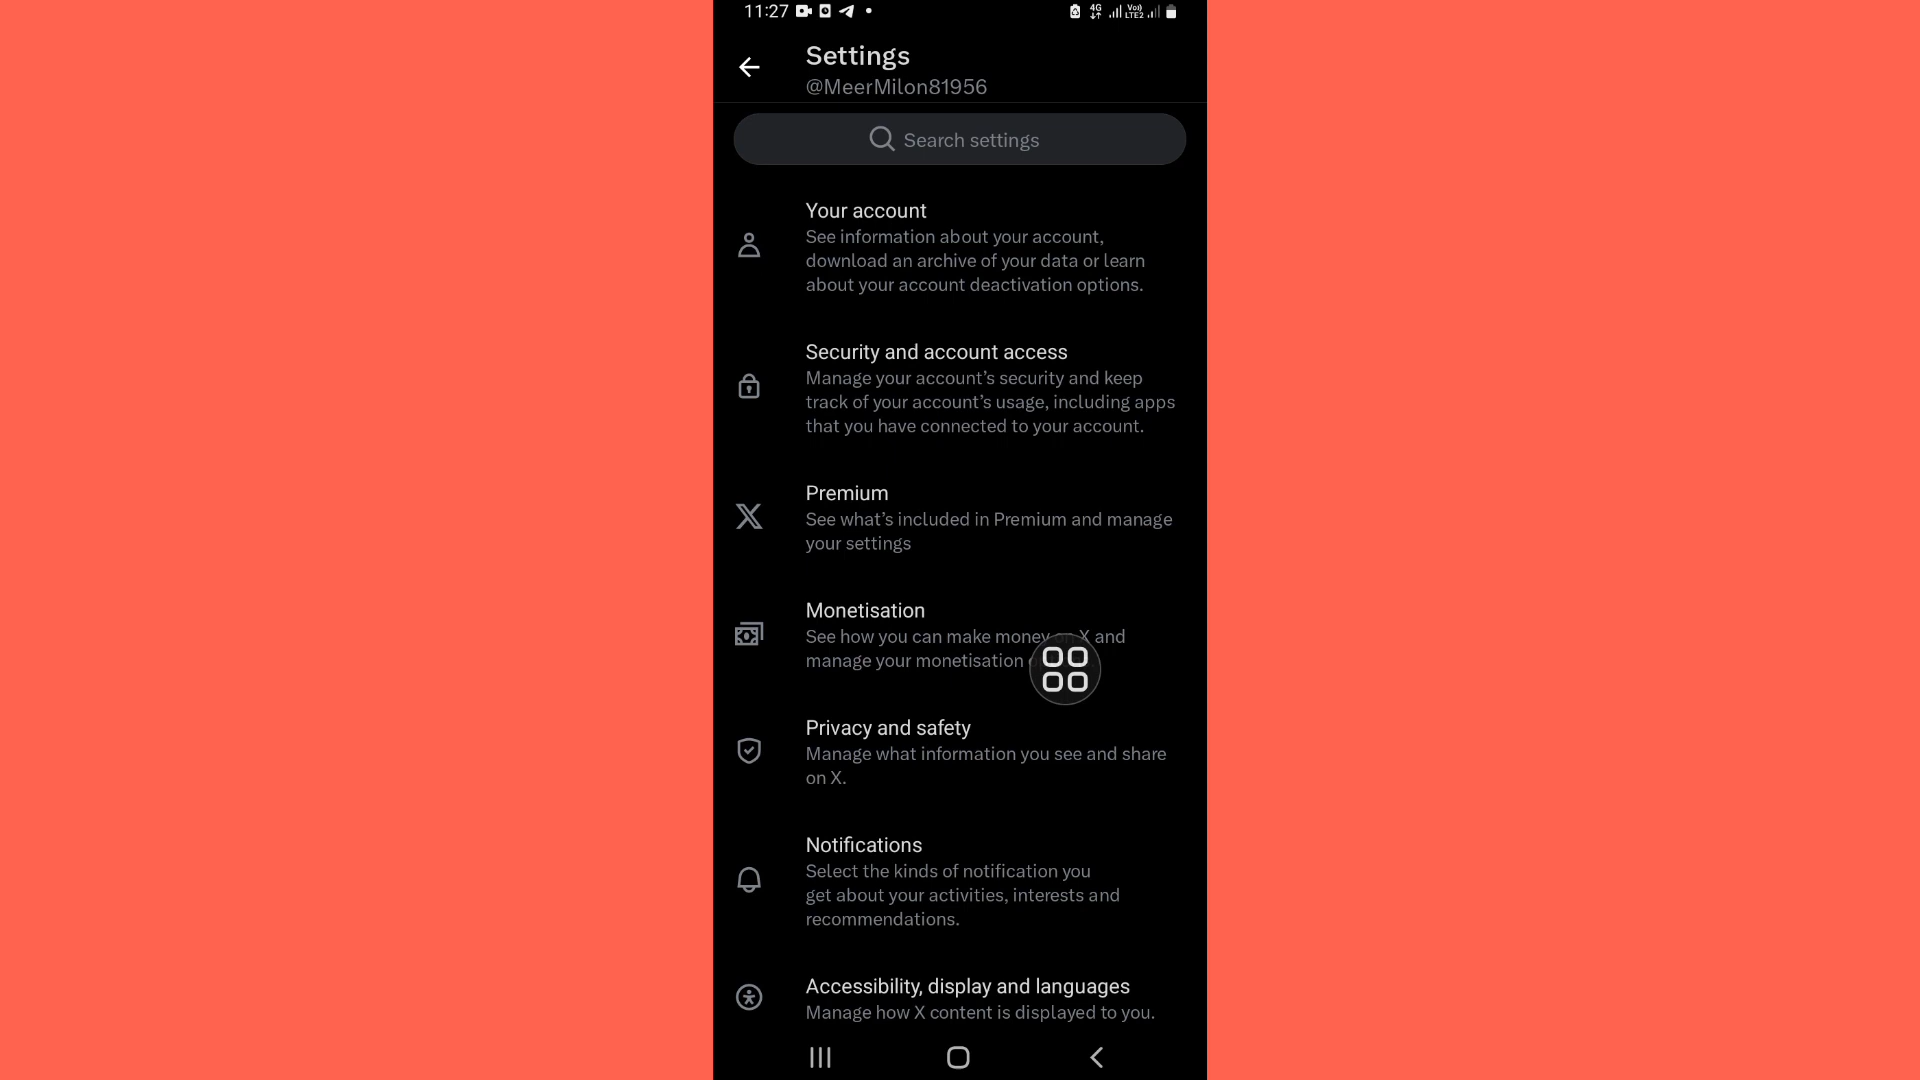 11:27
4G
Vo))
LTE2
Settings
@MeerMilon81956
Search settings
Your account
See information about your account,
download an archive of your data or learn
about your account deactivation options.
Security and account access
Manage your account's security and keep
track of your account's usage, including apps
that you have connected to your account.
Premium
See what's included in Premium and manage
your settings
Monetisation
See how you can make money on X and
manage your monetisation
Privacy and safety
Manage what information you see and share
on X.
Notifications
Select the kinds of notification you
get about your activities, interests and
recommendations.
Accessibility, display and languages
Manage how X content is displayed to you.